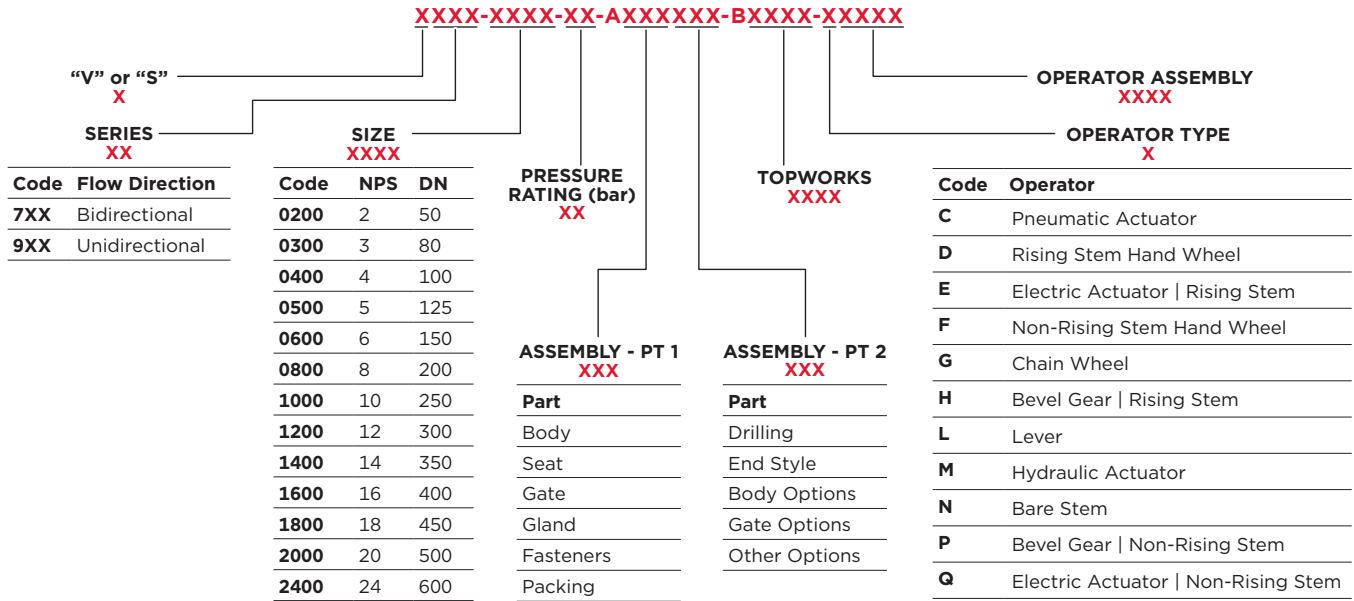 XXXX-XXXX-XX-AXXXXXX-BXXXX-XXXXX
“V” or “S”
X
SERIES
XX
Code Flow Direction
7XX Bidirectional
9XX Unidirectional
SIZE
XXXX
Code NPS DN
0200 2 50
0300 3 80
0400 4 100
0500 5 125
0600 6 150
0800 8 200
1000 10 250
1200 12 300
1400 14 350
1600 16 400
1800 18 450
2000 20 500
2400 24 600
PRESSURE
RATING (bar)
XX
ASSEMBLY - PT 1
XXX
Part
Body
Seat
Gate
Gland
Fasteners
Packing
ASSEMBLY - PT 2
XXX
Part
Drilling
End Style
Body Options
Gate Options
Other Options
TOPWORKS
XXXX
OPERATOR ASSEMBLY
XXXX
OPERATOR TYPE
X
Code Operator
C Pneumatic Actuator
D Rising Stem Hand Wheel
E Electric Actuator | Rising Stem
F Non-Rising Stem Hand Wheel
G Chain Wheel
H Bevel Gear | Rising Stem
L Lever
M Hydraulic Actuator
N Bare Stem
P Bevel Gear | Non-Rising Stem
Q Electric Actuator | Non-Rising Stem